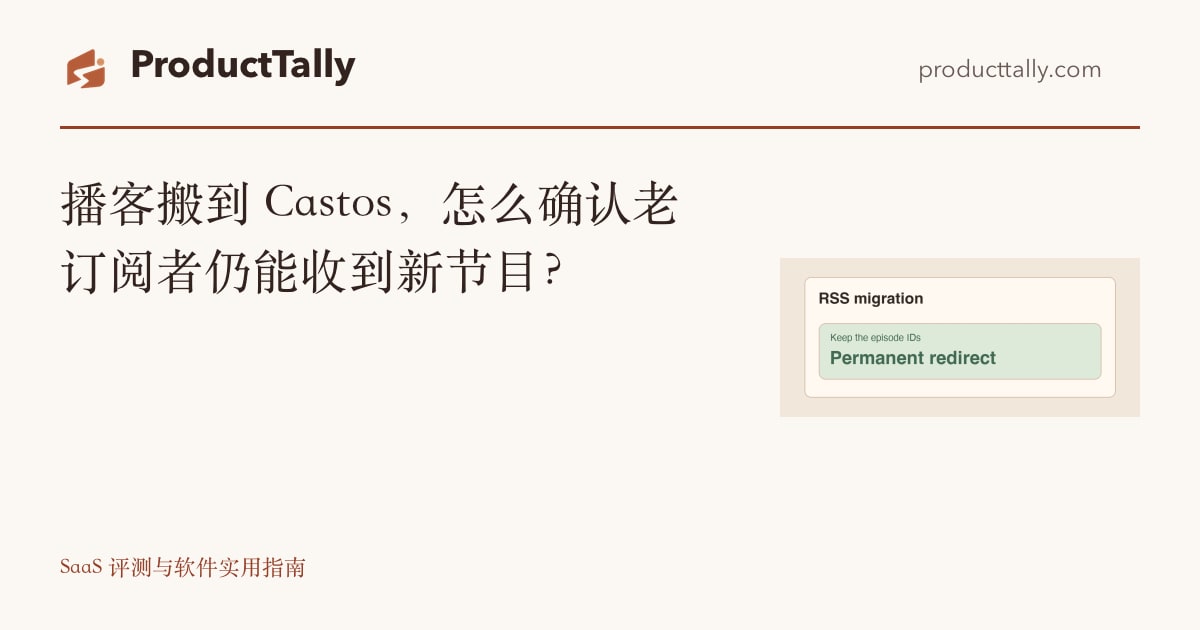 ProductTally
producttally.com
播客搬到 Castos，怎么确认老
订阅者仍能收到新节目？
RSS migration
Keep the episode IDs
Permanent redirect
SaaS 评测与软件实用指南